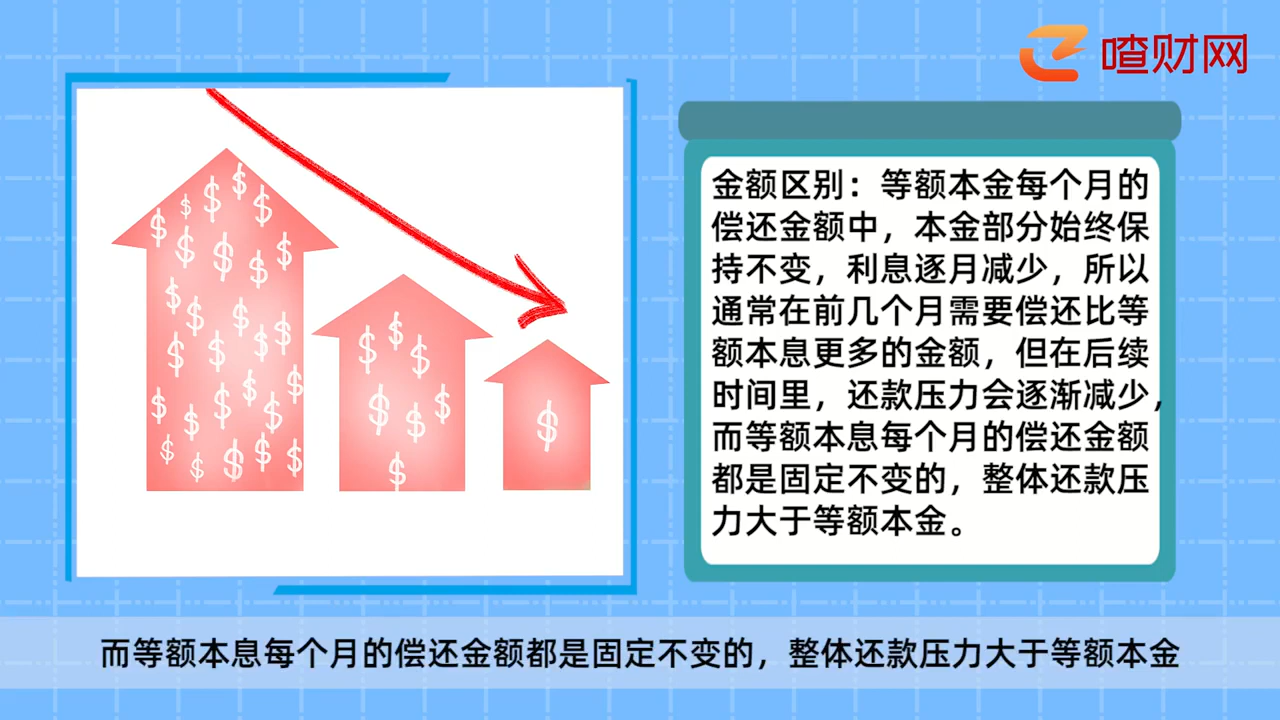 喳财网
金额区别：等额本金每个月的
偿还金额中，本金部分始终保
持不变，利息逐月减少，所以
通常在前几个月需要偿还比等
额本息更多的金额，但在后续
时间里，还款压力会逐渐减少，
而等额本息每个月的偿还金额
都是固定不变的，整体还款压
力大于等额本金。
而等额本息每个月的偿还金额都是固定不变的，整体还款压力大于等额本金